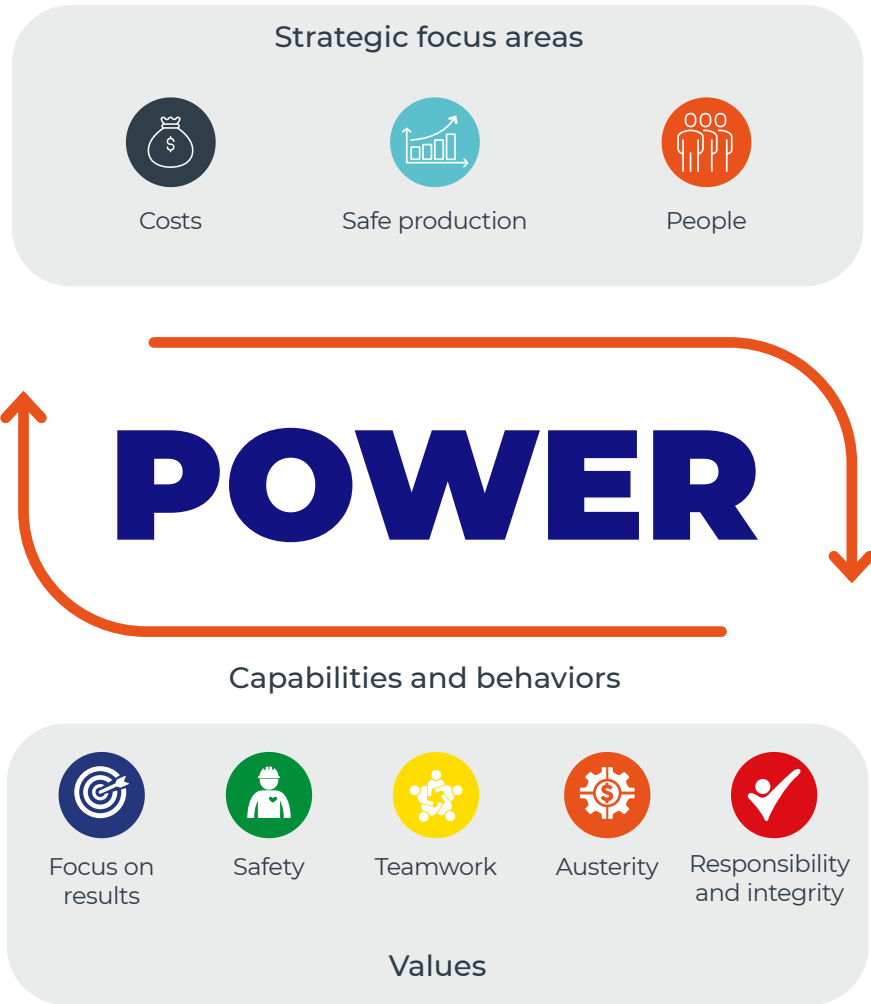 Strategic focus areas
$
Costs
Safe production
People
POWER
Capabilities and behaviors
$
Focus on
results
Safety
Teamwork
Austerity
Responsibility
and integrity
Values